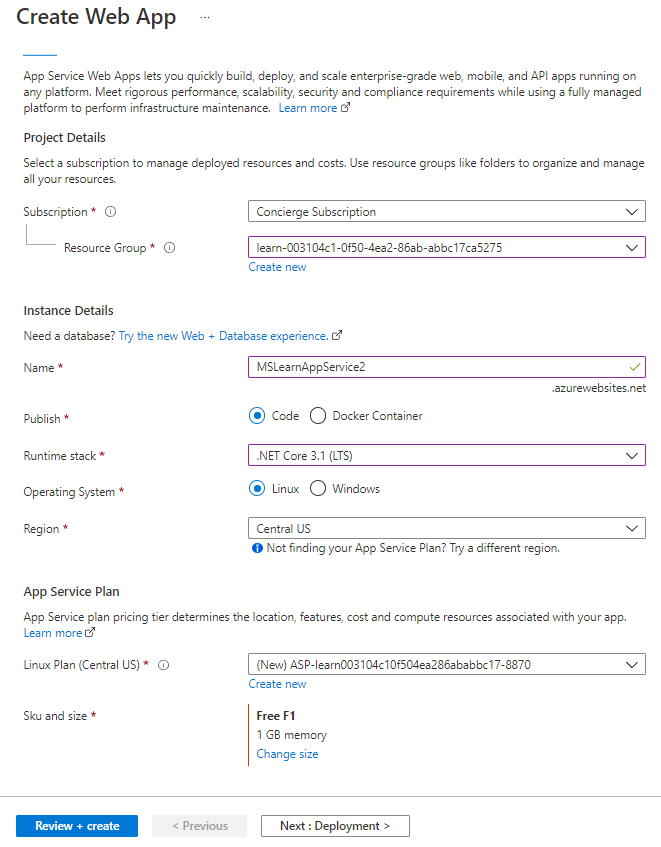 Create Web App ...
App Service Web Apps lets you quickly build, deploy, and scale enterprise-grade web, mobile, and API apps running on
any platform. Meet rigorous performance, scalability, security and compliance requirements while using a fully managed
platform to perform infrastructure maintenance. Learn more
Project Details
Select a subscription to manage deployed resources and costs. Use resource groups like folders to organize and manage
all your resources.
Subscription * Concierge Subscription
Resource Group * learn-003104c1-0f50-4ea2-86ab-abbc17ca5275
Create new
Instance Details
Need a database? Try the new Web + Database experience.
Name * MSLearnAppService2
.azurewebsites.net
Publish * Code Docker Container
Runtime stack * .NET Core 3.1 (LTS)
Operating System * Linux Windows
Region * Central US
Not finding your App Service Plan? Try a different region.
App Service Plan
App Service plan pricing tier determines the location, features, cost and compute resources associated with your app.
Learn more
Linux Plan (Central US) * (New) ASP-learn003104c10f504ea286ababbc17-8870
Create new
Sku and size * Free F1
1 GB memory
Change size
Review + create < Previous Next : Deployment >